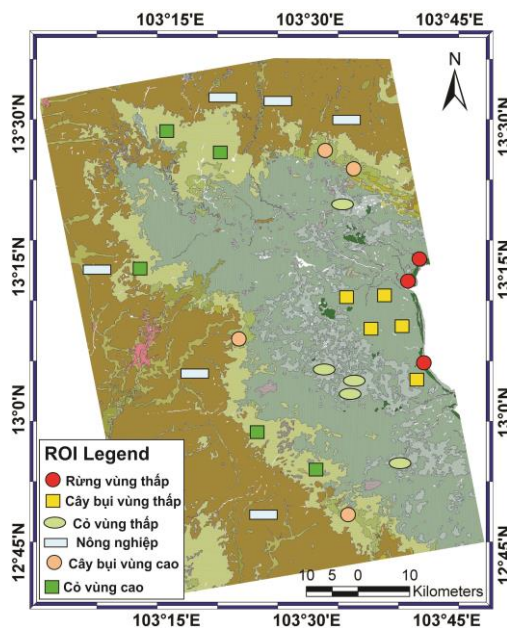 103°15'E 103°30'E 103°45'E
N
13°30'N 13°30'N
13°15'N 13°15'N
13°0'N 13°0'N
12°45'N 12°45'N
ROI Legend
Rừng vùng thấp
Cây bụi vùng thấp
Cỏ vùng thấp
Nông nghiệp
Cây bụi vùng cao
Cỏ vùng cao
10 5 0 10
Kilometers
103°15'E 103°30'E 103°45'E